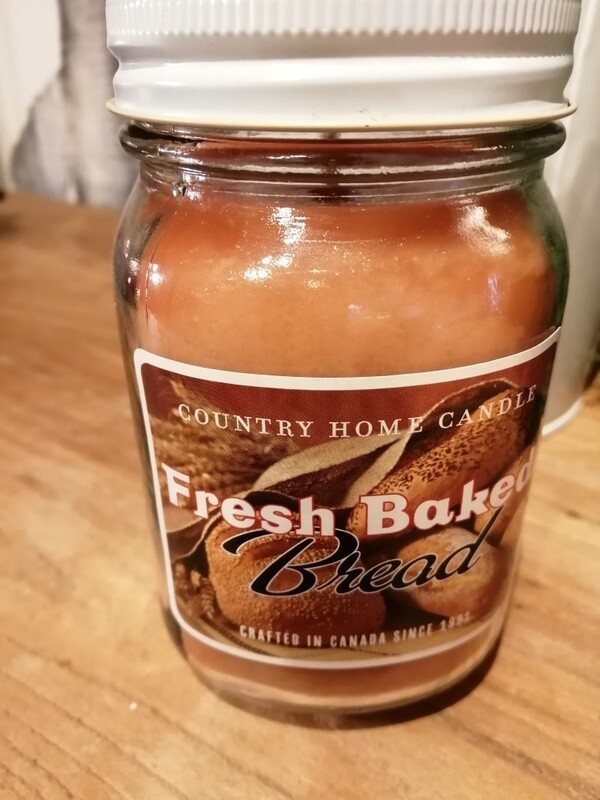 COUNTRY HOME CANDLE
Fresh Baked
Bread
CRAFTED IN CANADA SINCE